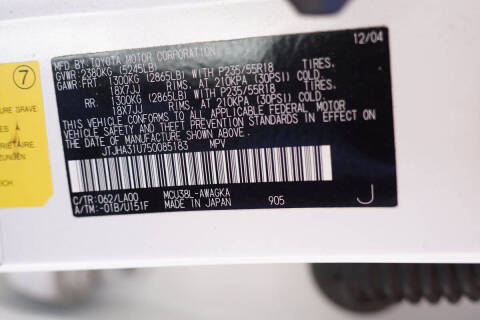 12/04
MFD. BY: TOYOTA MOTOR CORPORATION
GVWR: 2380KG (5245LB)
GAWR: FRT. 1300KG (2865LB) WITH P235/55R18 TIRES.
18X7JJ RIMS, AT 210KPA (30PSI) COLD.
RR. 1300KG (2865LB) WITH P235/55R18 TIRES.
18X7JJ RIMS, AT 210KPA (30PSI) COLD.
THIS VEHICLE CONFORMS TO ALL APPLICABLE FEDERAL MOTOR
VEHICLE SAFETY AND THEFT PREVENTION STANDARDS IN EFFECT ON
THE DATE OF MANUFACTURE SHOWN ABOVE.
JTJHA31U750085183 MPV
C/TR: 062/LA00 MCU38L-AWAGKA
A/TM: -01B/U151F MADE IN JAPAN 905 J
7
URE GRAVE.